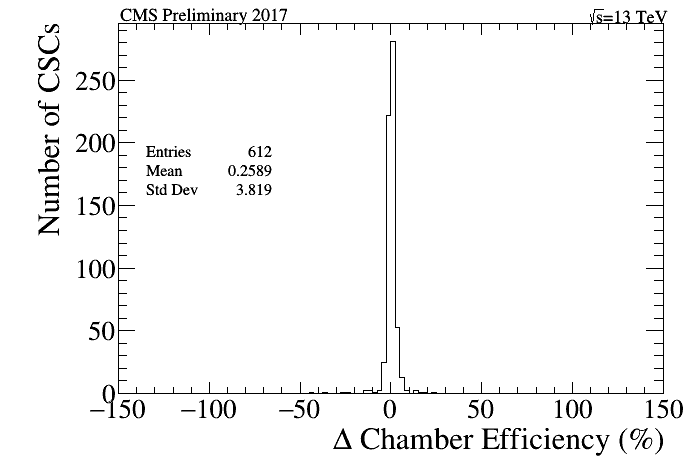 CMS Preliminary 2017
√s=13 TeV
Number of CSCs
250
200
150
100
50
0
Entries 612
Mean 0.2589
Std Dev 3.819
−150 −100 −50 0 50 100 150
Δ Chamber Efficiency (%)